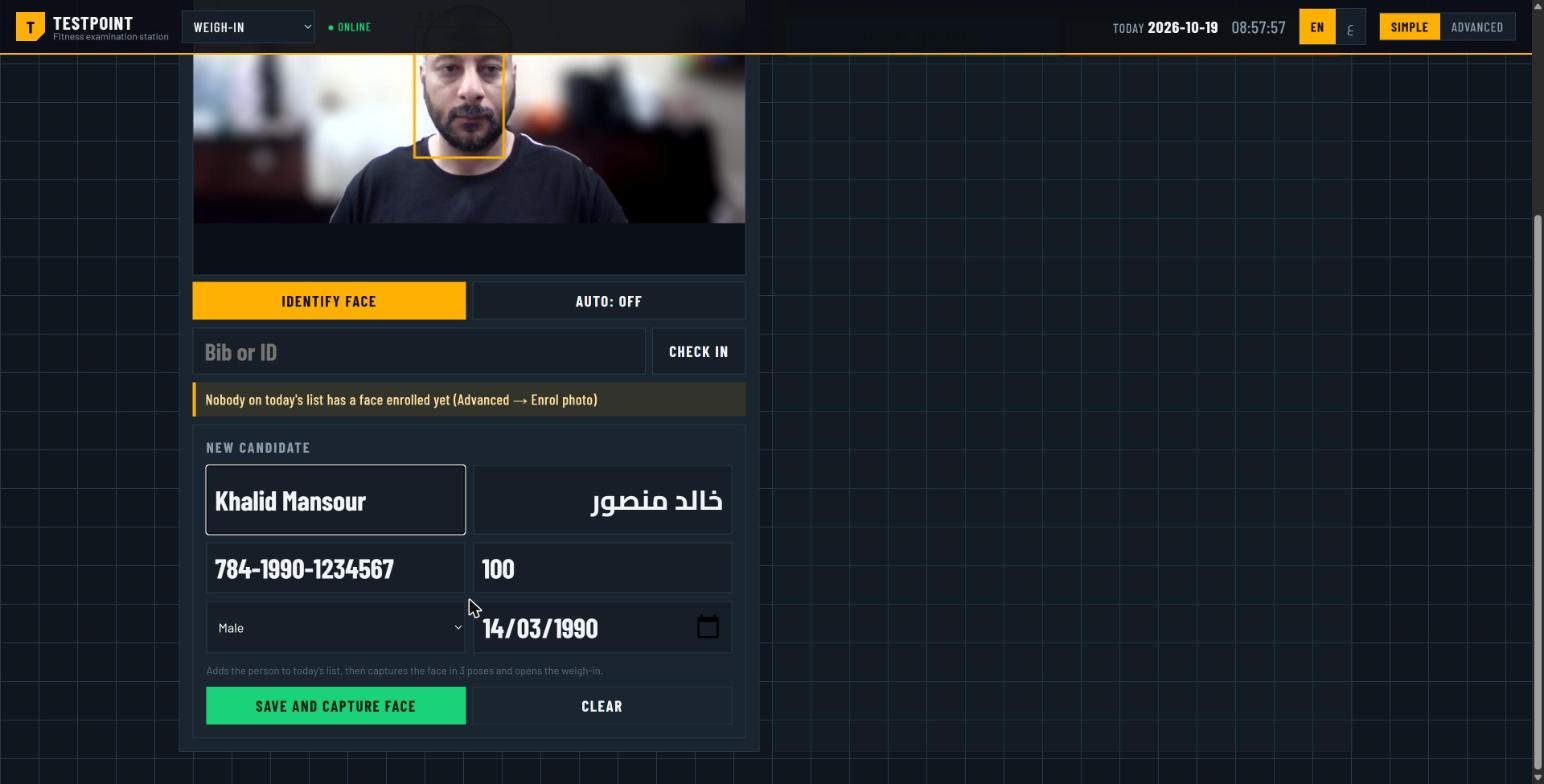 T
TESTPOINT
Fitness examination station
WEIGH-IN
ONLINE
TODAY 2026-10-19 08:57:57
EN
ع
SIMPLE
ADVANCED
IDENTIFY FACE
AUTO: OFF
Bib or ID
CHECK IN
Nobody on today's list has a face enrolled yet (Advanced → Enrol photo)
NEW CANDIDATE
Khalid Mansour
خالد منصور
784-1990-1234567
100
Male
14/03/1990
Adds the person to today's list, then captures the face in 3 poses and opens the weigh-in.
SAVE AND CAPTURE FACE
CLEAR